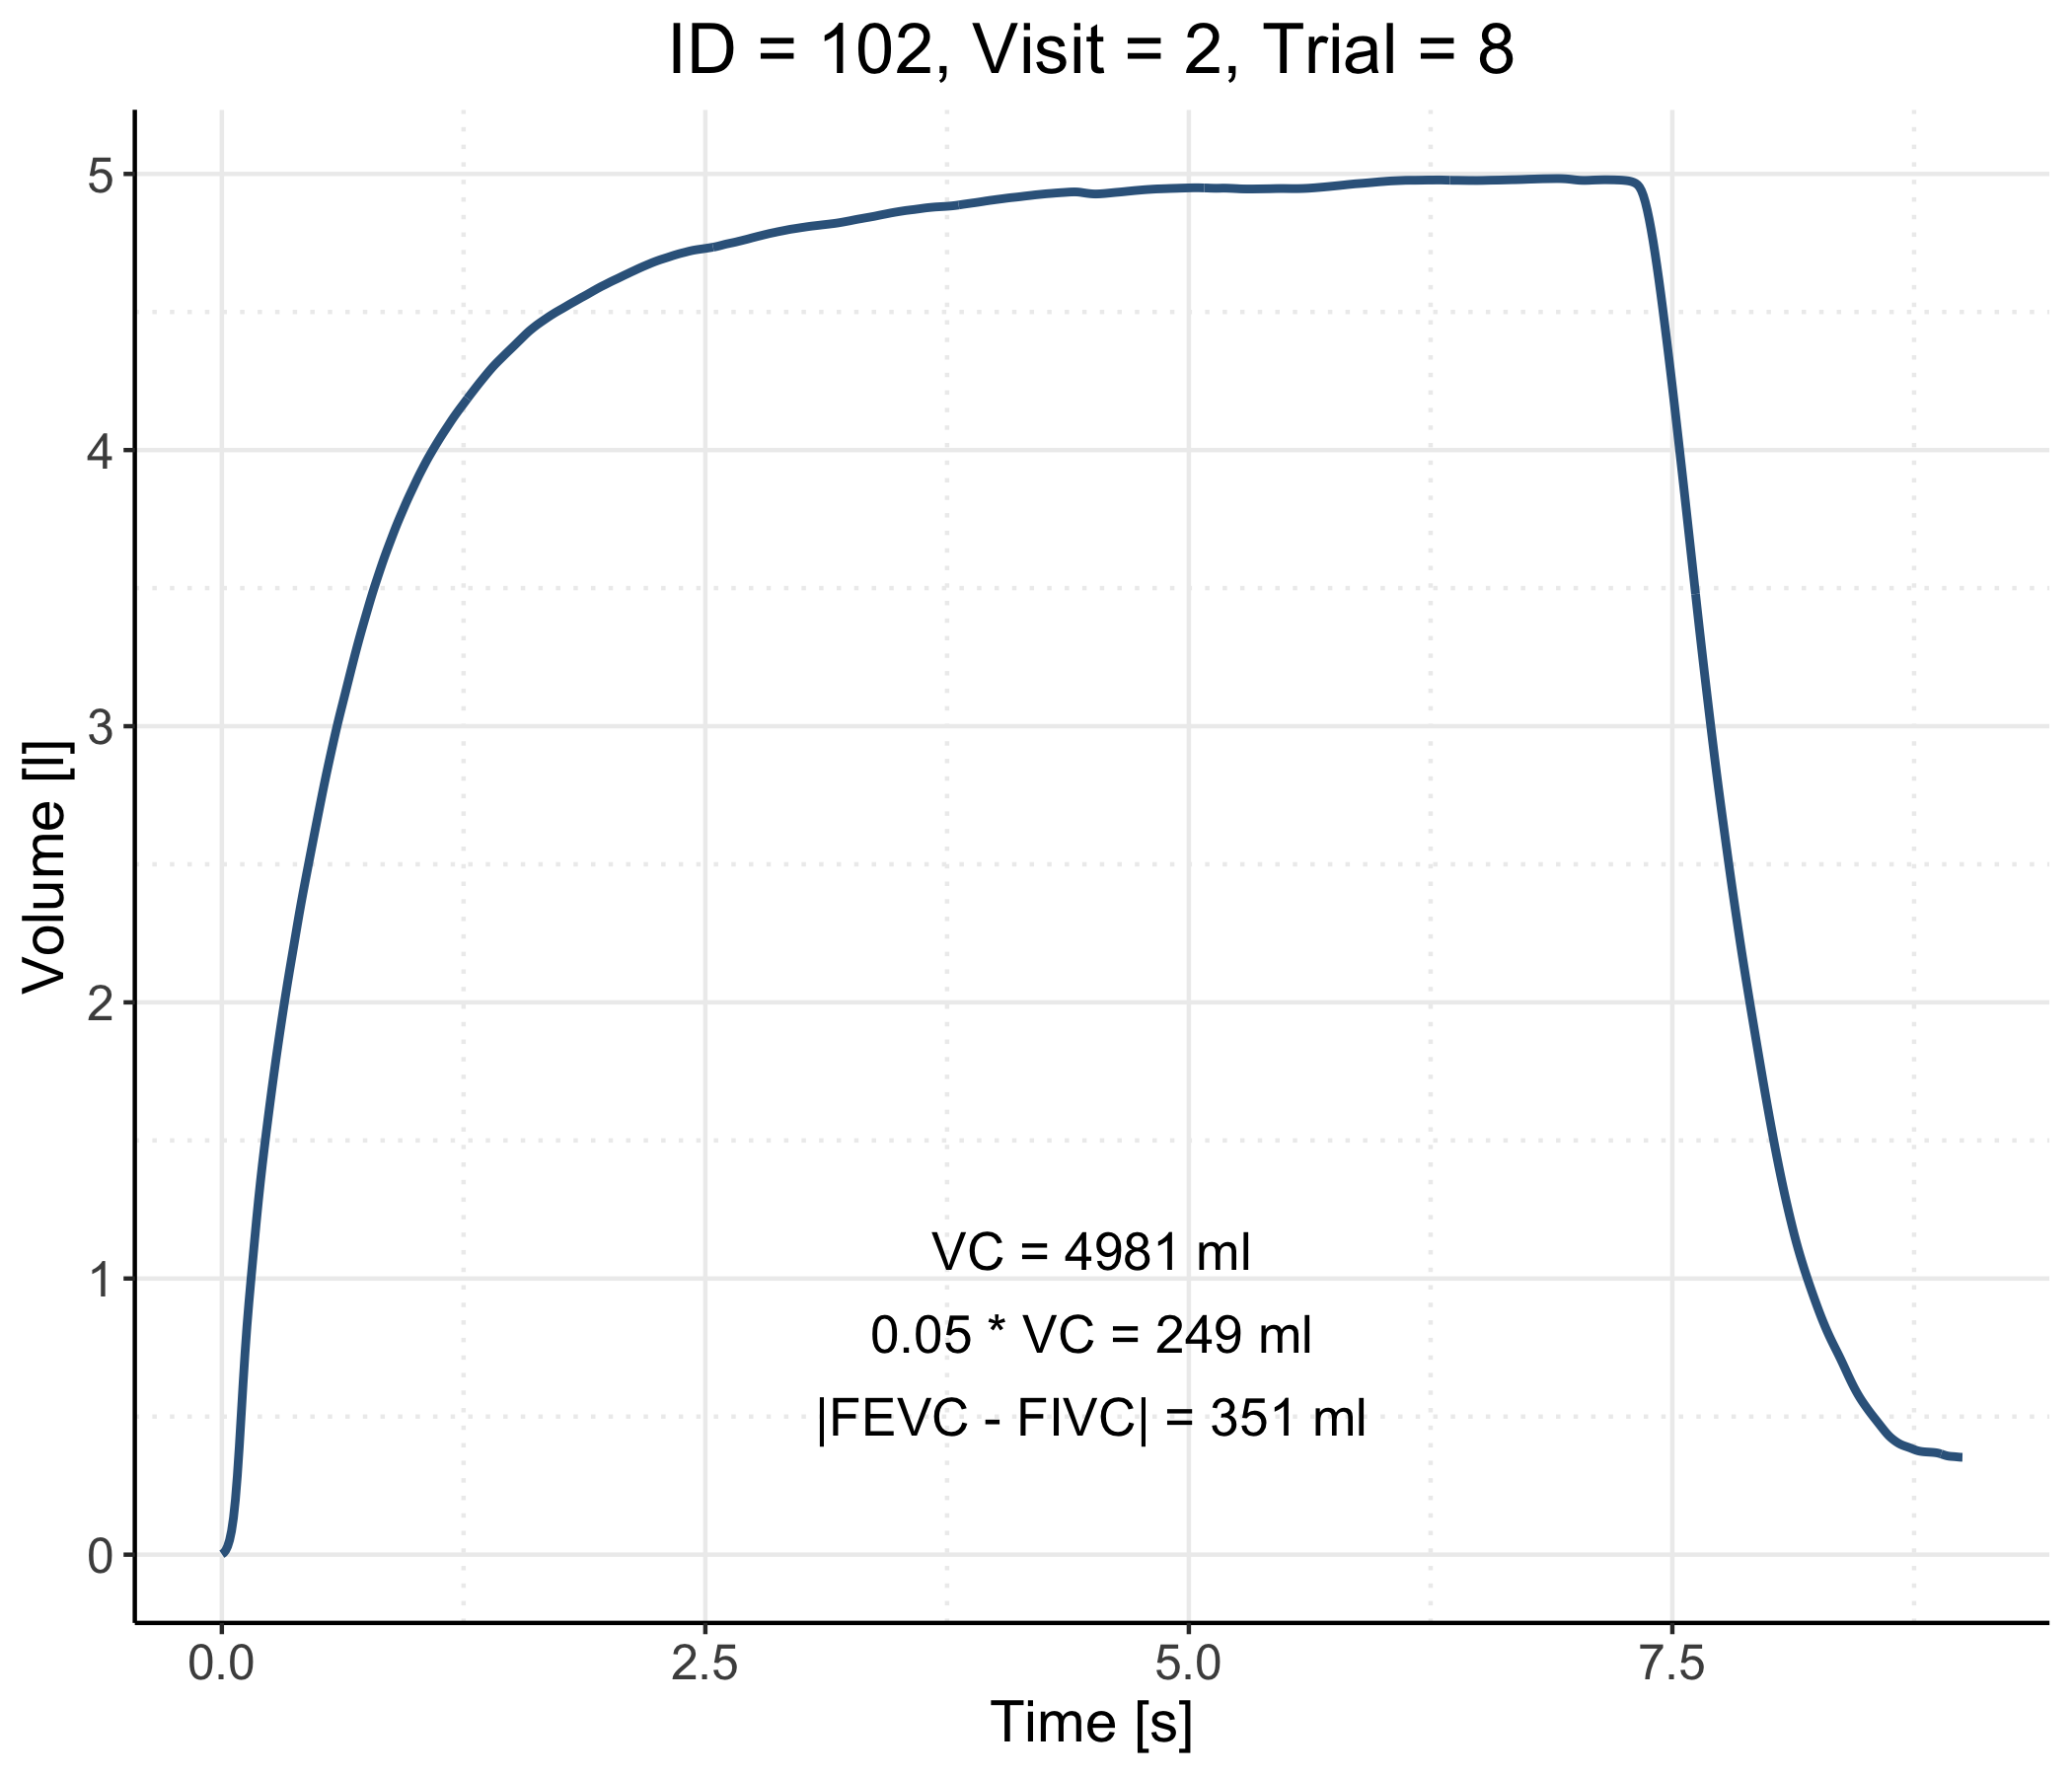 ID = 102, Visit = 2, Trial = 8
Volume [l]
5
4
3
2
1
0
VC = 4981 ml
0.05 * VC = 249 ml
|FEVC - FIVC| = 351 ml
0.0 2.5 5.0 7.5
Time [s]